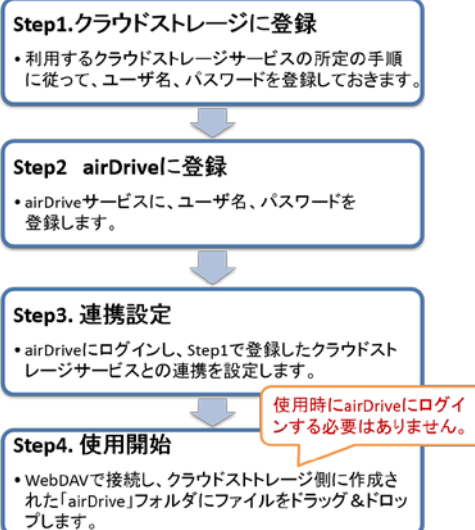 Step1.クラウドストレージに登録
•利用するクラウドストレージサービスの所定の手順
に従って、ユーザ名、パスワードを登録しておきます。
Step2 airDriveに登録
•airDriveサービスに、ユーザ名、パスワードを
登録します。
Step3. 連携設定
•airDriveにログインし、Step1で登録したクラウドスト
レージサービスとの連携を設定します。
使用時にairDriveにログイ
ンする必要はありません。
Step4. 使用開始
•WebDAVで接続し、クラウドストトレージ側に作成さ
れた「airDrive」フォルダにファイルをドラッグ＆ドロッ
プします。